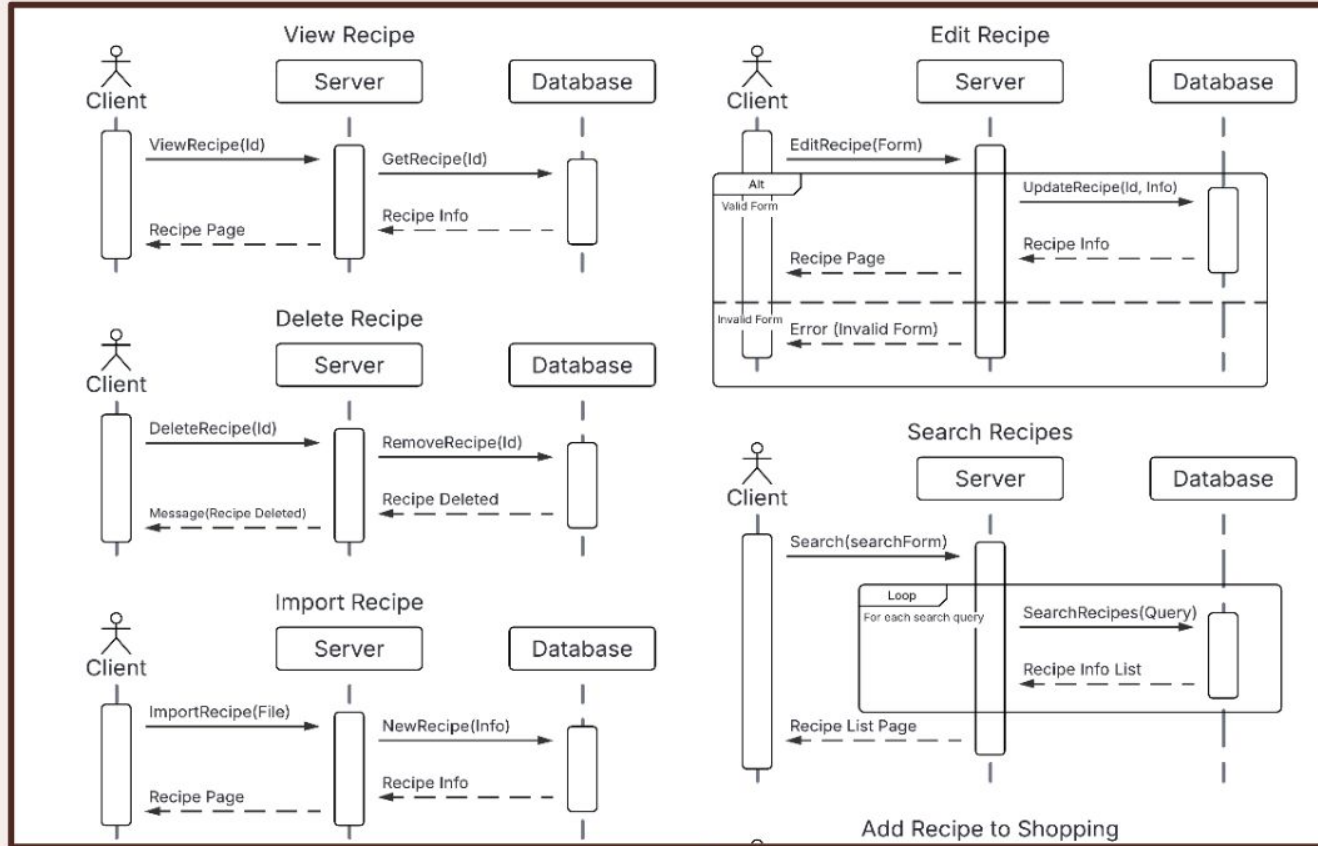 View Recipe
Client
Server
Database
ViewRecipe(Id)
GetRecipe(Id)
Recipe Info
Recipe Page
Delete Recipe
Client
Server
Database
DeleteRecipe(Id)
RemoveRecipe(Id)
Recipe Deleted
Message(Recipe Deleted)
Import Recipe
Client
Server
Database
ImportRecipe(File)
NewRecipe(Info)
Recipe Info
Recipe Page
Edit Recipe
Client
Server
Database
EditRecipe(Form)
Alt
Valid Form
UpdateRecipe(Id, Info)
Recipe Info
Recipe Page
Invalid Form
Error (Invalid Form)
Search Recipes
Client
Server
Database
Search(searchForm)
Loop
For each search query
SearchRecipes(Query)
Recipe Info List
Recipe List Page
Add Recipe to Shopping